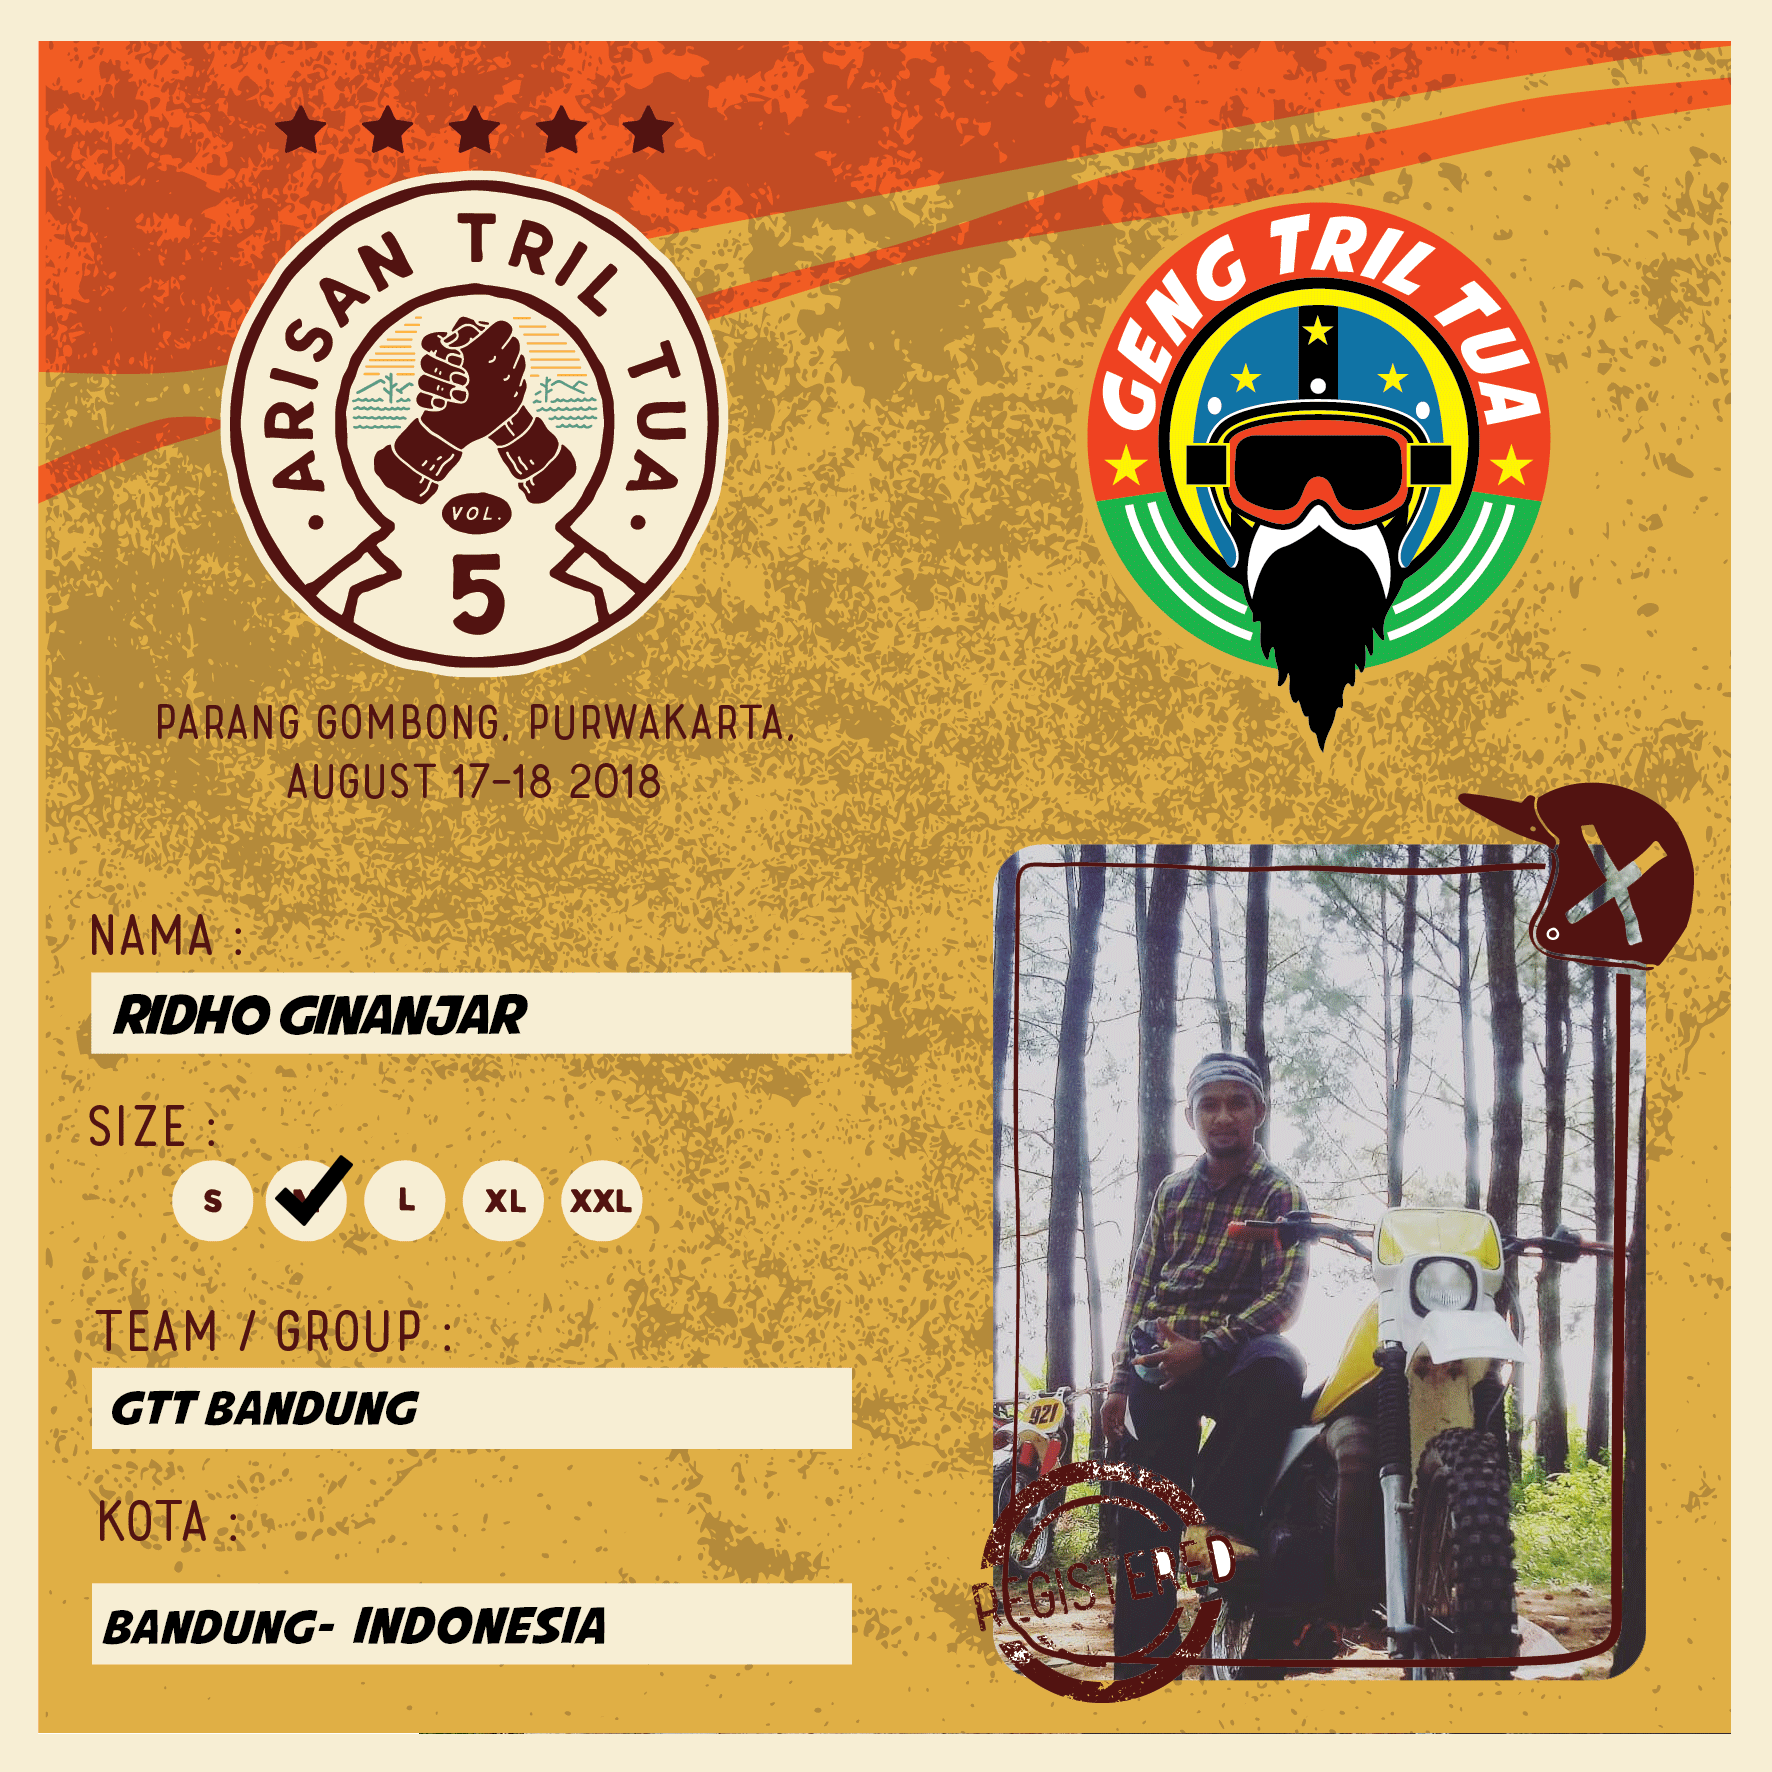 ARISAN TRIL TUA
VOL.
5
GENG TRIL TUA
PARANG GOMBONG, PURWAKARTA,
AUGUST 17-18 2018
NAMA :
RIDHO GINANJAR
SIZE :
S L XL XXL
TEAM / GROUP :
GTT BANDUNG
KOTA :
BANDUNG- INDONESIA
921
REGISTERED